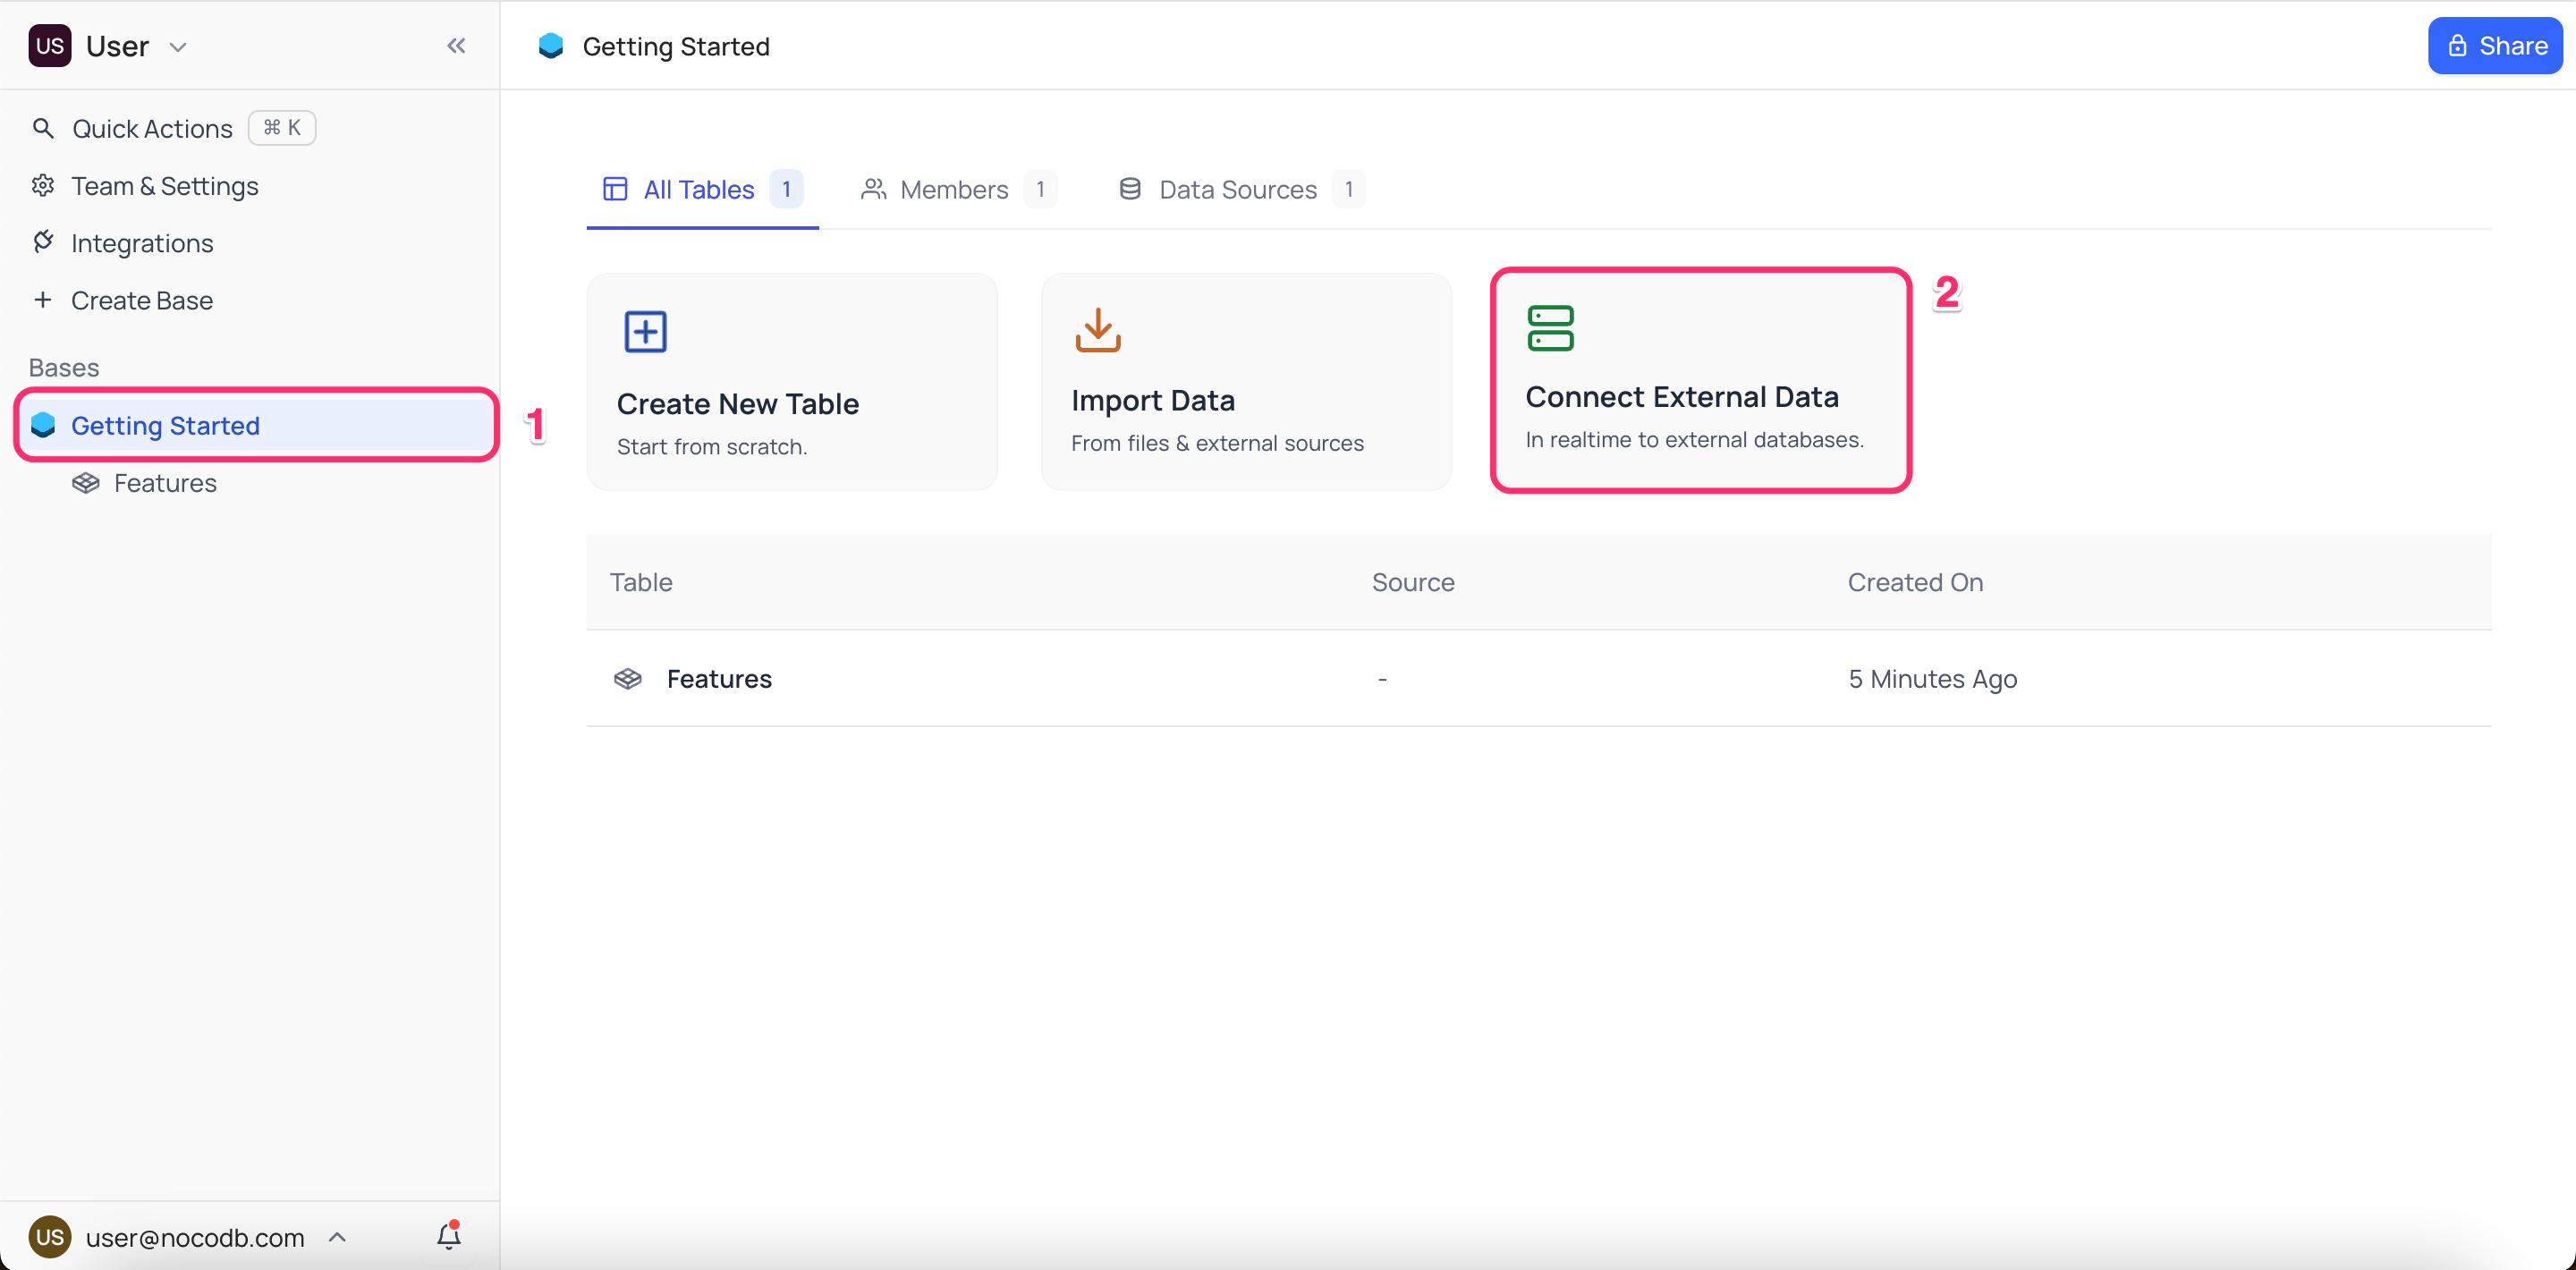 US User
Getting Started
Share
Quick Actions ⌘ K
Team & Settings
Integrations
Create Base
Bases
Getting Started
1
Features
All Tables 1
Members 1
Data Sources 1
Create New Table
Start from scratch.
Import Data
From files & external sources
Connect External Data
In realtime to external databases.
2
Table Source Created On
Features - 5 Minutes Ago
US user@nocodb.com